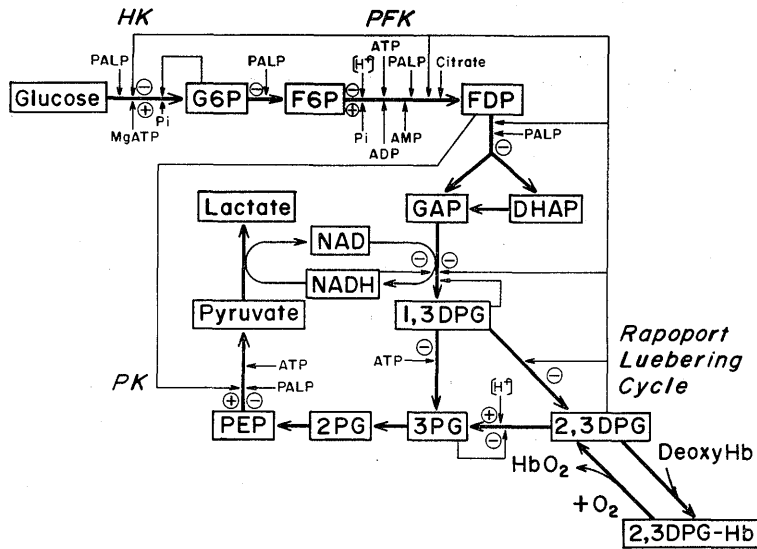 HK
PFK
ATP
PALP
PALP
[H⁺]
PALP
Citrate
⊖
⊖
⊖
Glucose
G6P
F6P
FDP
⊕
⊕
MgATP
Pi
Pi
ADP
AMP
PALP
⊖
Lactate
GAP
DHAP
NAD
⊖
⊖
NADH
Pyruvate
1,3DPG
Rapoport
Luebering
Cycle
ATP
⊖
ATP
⊖
PK
PALP
[H⁺]
⊕
⊖
⊕
PEP
2PG
3PG
⊖
2,3DPG
HbO₂
DeoxyHb
+O₂
2,3DPG-Hb